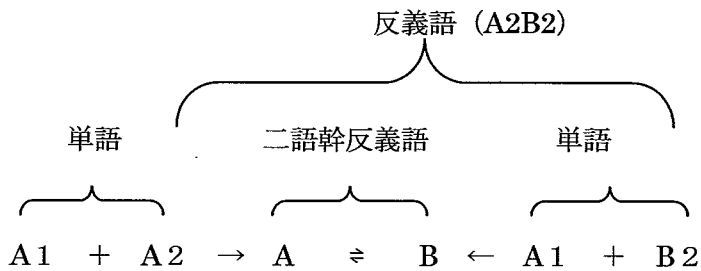 反義語（A2B2）
単語 二語幹反義語 単語
A1 + A2 → A ⇌ B ← A1 + B2